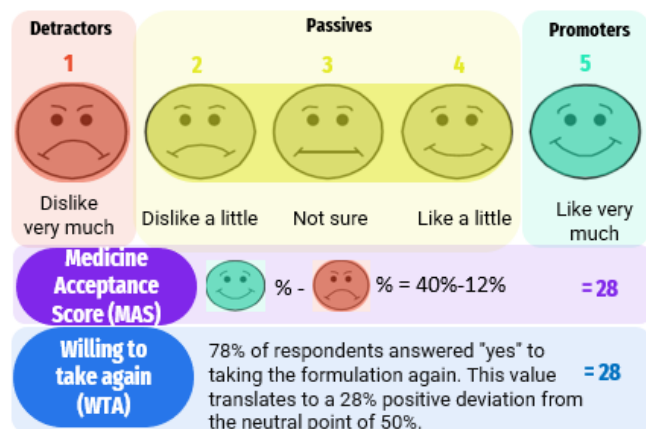 Detractors
Passives
Promoters
1
2
3
4
5
Dislike
very much
Dislike a little
Not sure
Like a little
Like very
much
Medicine
Acceptance
Score (MAS)
% - % = 40%-12%
=28
Willing to
take again
(WTA)
78% of respondents answered "yes" to
taking the formulation again. This value
translates to a 28% positive deviation from
the neutral point of 50%.
=28